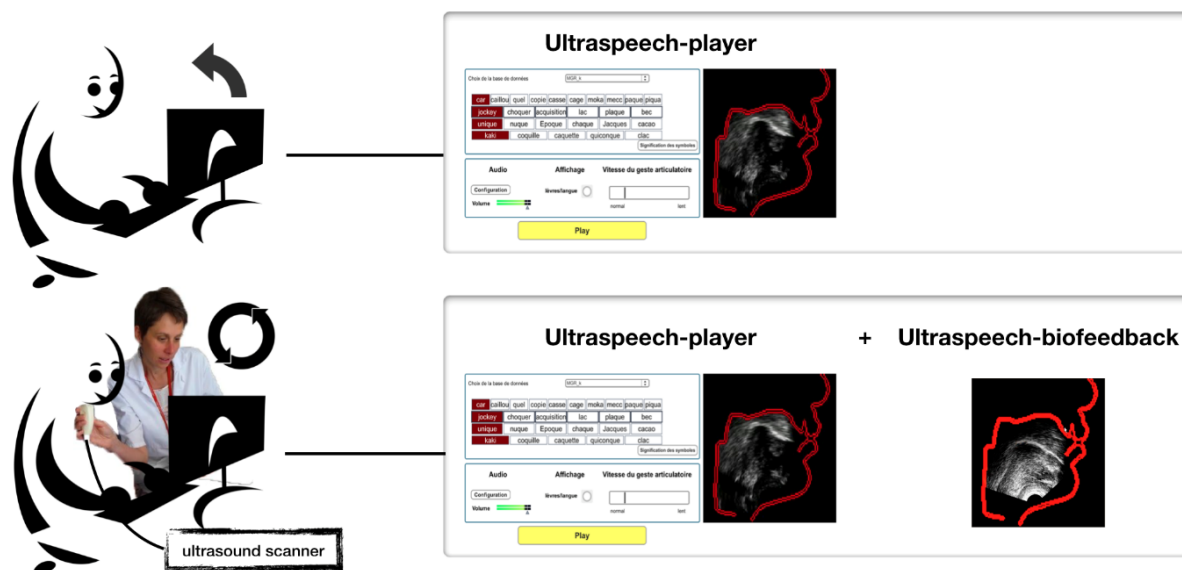 Ultraspeech-player
Choix de la base de données MGR_k
car caillou quel copie casse cage moka mecc paque piqua
jockey choquer acquisition lac plaque bec
unique nuque Epoque chaque Jacques cacao
kaki coquille caquette quiconque clac
Signification des symboles
Audio Affichage Vitesse du geste articulatoire
Configuration lèvres/langue
Volume normal lent
Play
Ultraspeech-player + Ultraspeech-biofeedback
Choix de la base de données MGR_k
car caillou quel copie casse cage moka mecc paque piqua
jockey choquer acquisition lac plaque bec
unique nuque Epoque chaque Jacques cacao
kaki coquille caquette quiconque clac
Signification des symboles
Audio Affichage Vitesse du geste articulatoire
Configuration lèvres/langue
Volume normal lent
Play
ultrasound scanner